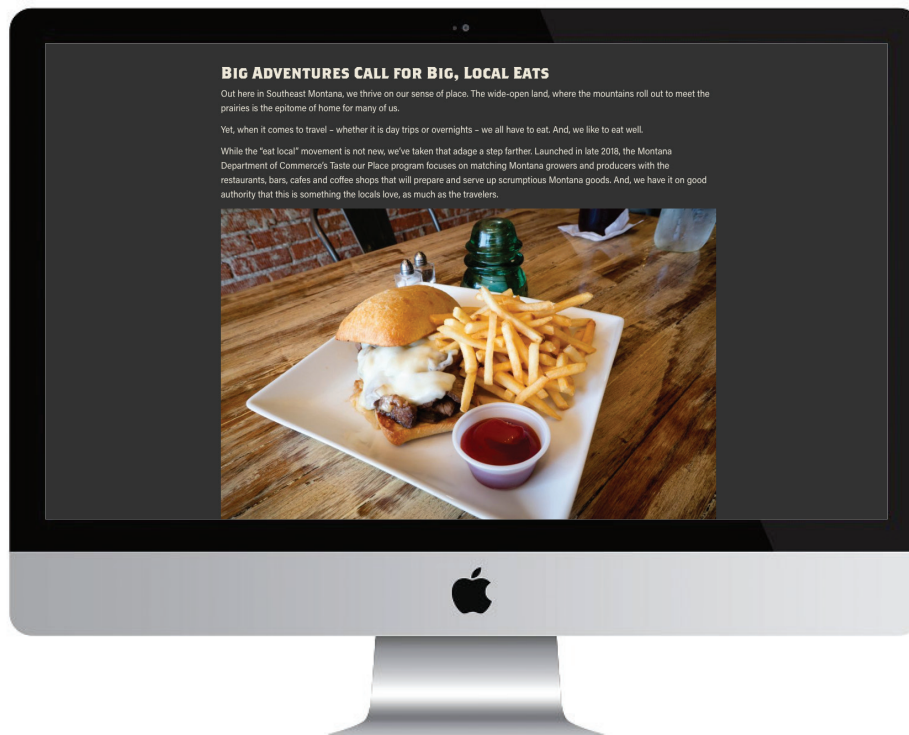 Big Adventures Call for Big, Local Eats
Out here in Southeast Montana, we thrive on our sense of place. The wide-open land, where the mountains roll out to meet the
prairies is the epitome of home for many of us.
Yet, when it comes to travel – whether it is day trips or overnights – we all have to eat. And, we like to eat well.
While the “eat local” movement is not new, we’ve taken that adage a step farther. Launched in late 2018, the Montana
Department of Commerce’s Taste our Place program focuses on matching Montana growers and producers with the
restaurants, bars, cafes and coffee shops that will prepare and serve up scrumptious Montana goods. And, we have it on good
authority that this is something the locals love, as much as the travelers.